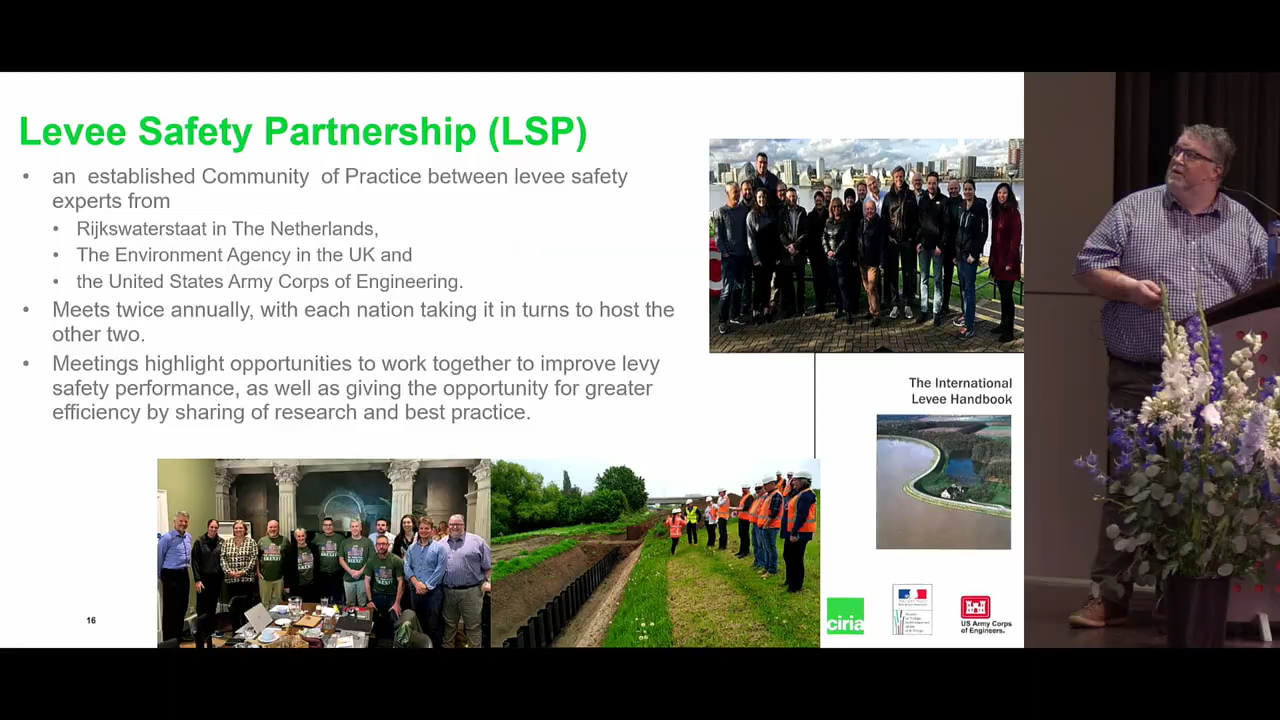 Levee Safety Partnership (LSP)
• an established Community of Practice between levee safety
experts from
• Rijkswaterstaat in The Netherlands,
• The Environment Agency in the UK and
• the United States Army Corps of Engineering.
• Meets twice annually, with each nation taking it in turns to host the
other two.
• Meetings highlight opportunities to work together to improve levy
safety performance, as well as giving the opportunity for greater
efficiency by sharing of research and best practice.
The International
Levee Handbook
ciria
US Army Corps
of Engineers.
16